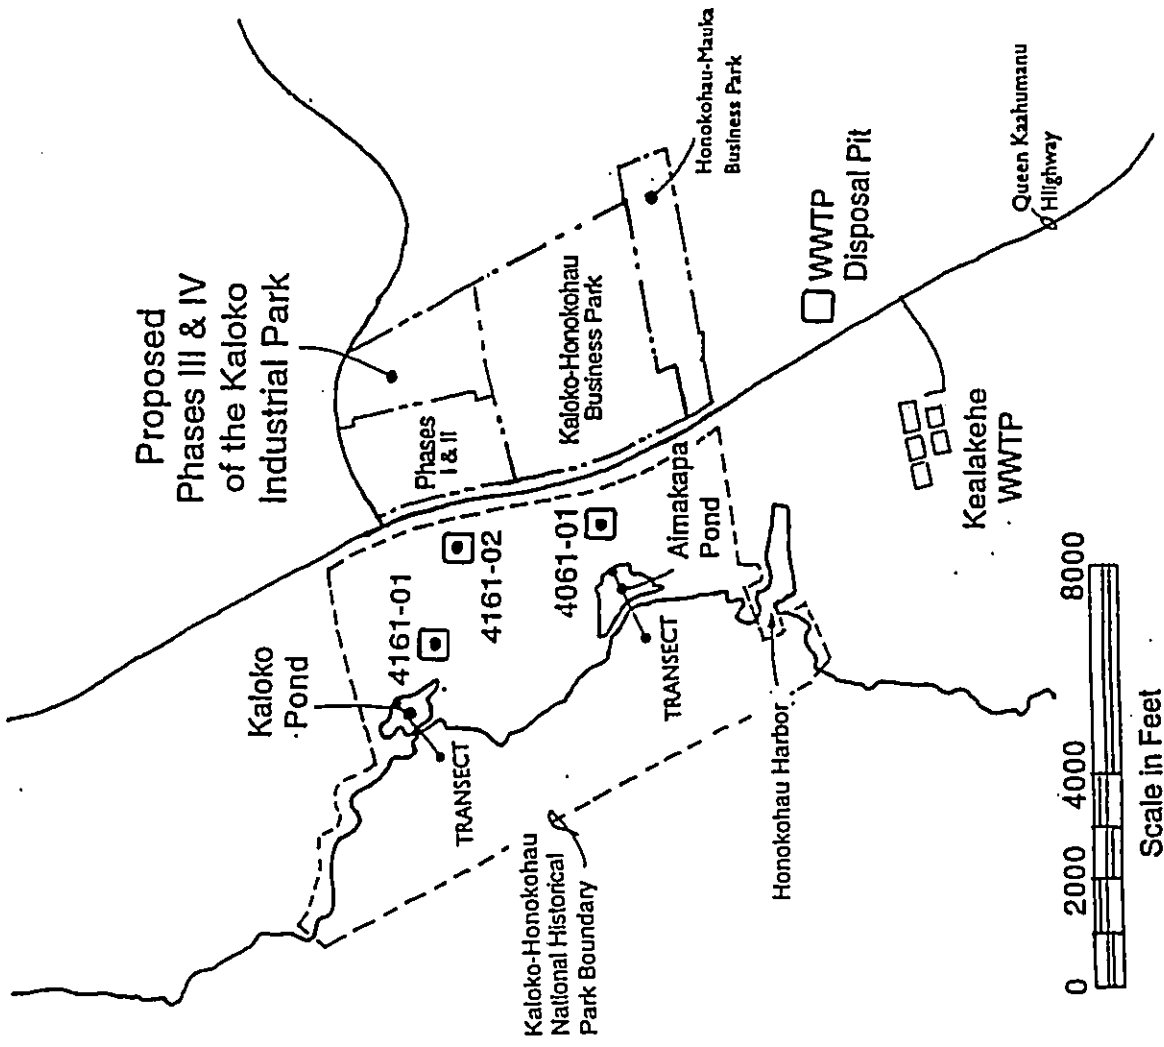 Proposed
Phases III & IV
of the Kaloko
Industrial Park
Honokohau-Mauka
Business Park
Phases
I & II
Kaloko-Honokohau
Business Park
WWTP
Disposal Pit
Queen Kaahumanu
Hilghway
Kealakehe
WWTP
Kaloko
Pond
4161-01
4161-02
4061-01
Aimakapa
Pond
TRANSECT
TRANSECT
Honokohau Harbor
Kaloko-Honokohau
National Historical
Park Boundary
0 2000 4000 8000
Scale in Feet